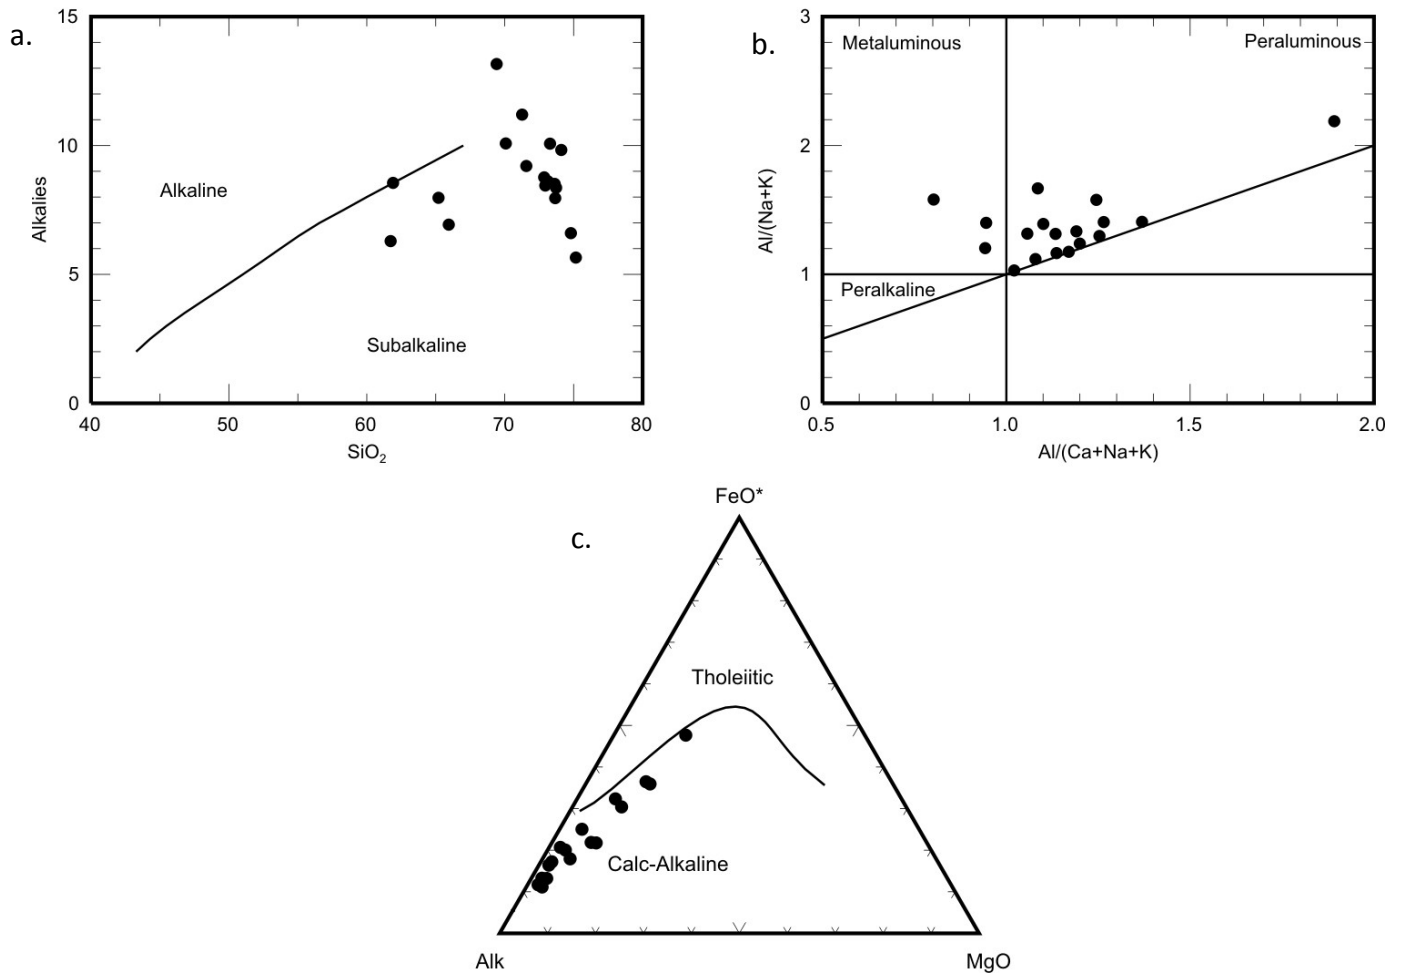 a.
15
10
5
0
Alkalies
Alkaline
Subalkaline
40 50 60 70 80
SiO2
b.
3
2
1
0
Al/(Na+K)
Metaluminous Peraluminous
Peralkaline
0.5 1.0 1.5 2.0
Al/(Ca+Na+K)
c.
FeO*
Tholeiitic
Calc-Alkaline
Alk MgO